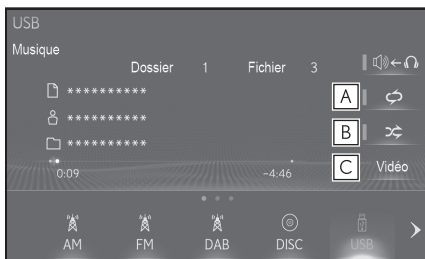 USB
Musique
Dossier 1 Fichier 3
**********
**********
**********
A
B
C Vidéo
0:09 -4:46
AM FM DAB DISC USB